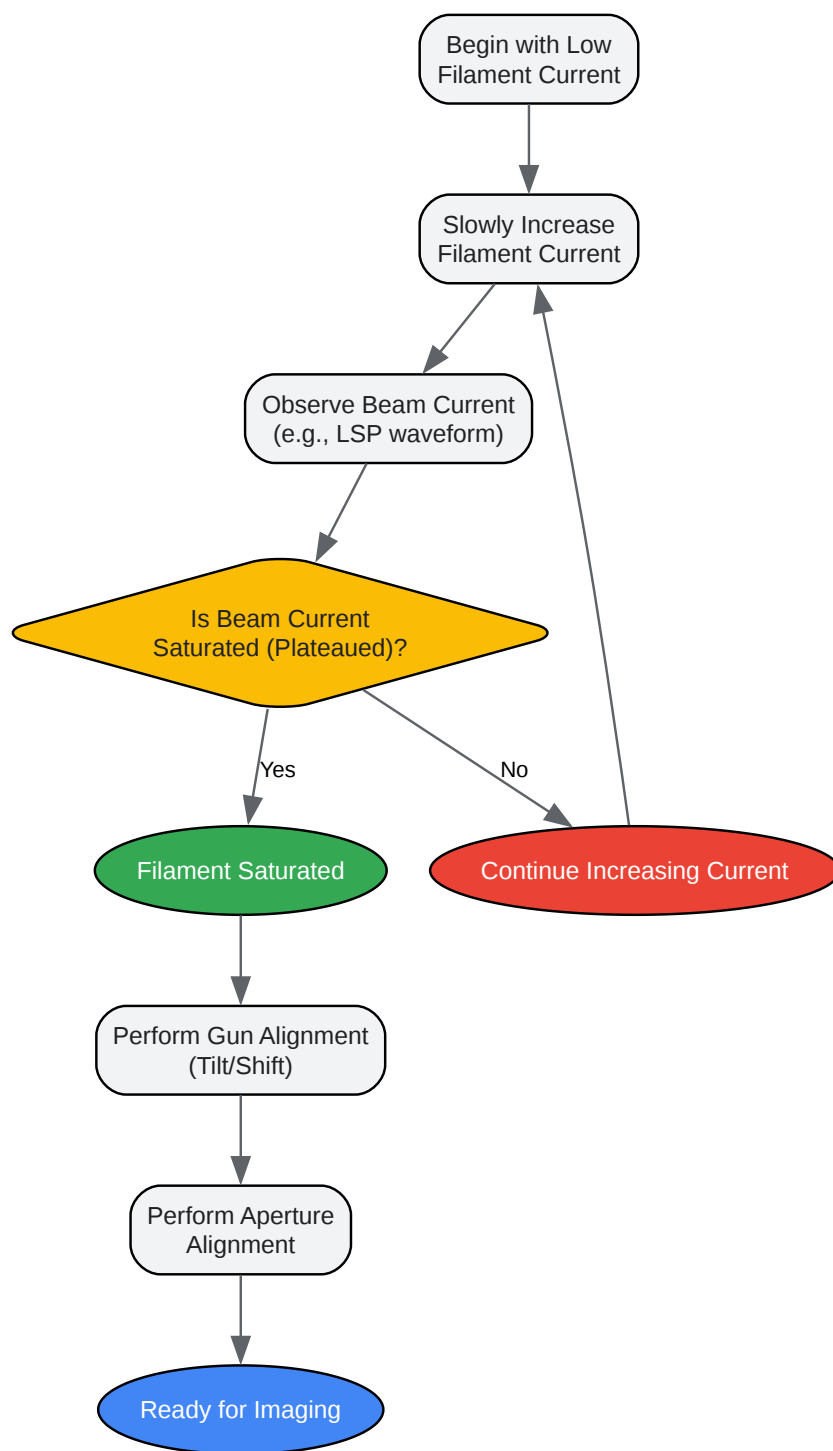 Begin with Low
Filament Current
Slowly Increase
Filament Current
Observe Beam Current
(e.g., LSP waveform)
Is Beam Current
Saturated (Plateaued)?
Yes
No
Filament Saturated
Continue Increasing Current
Perform Gun Alignment
(Tilt/Shift)
Perform Aperture
Alignment
Ready for Imaging